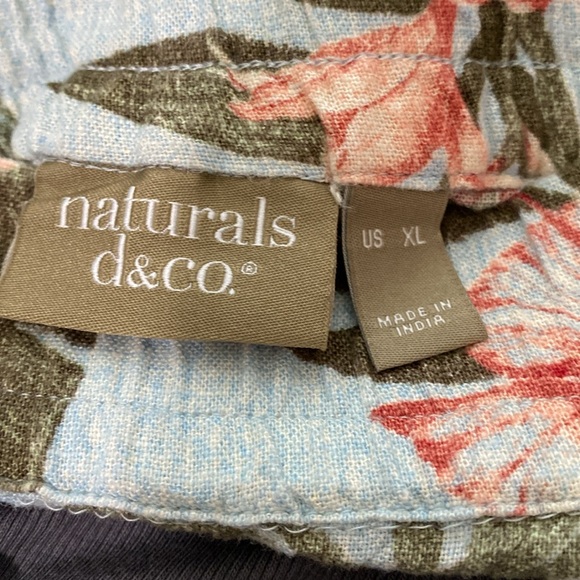 naturals
d&co.®
US XL
MADE IN
INDIA